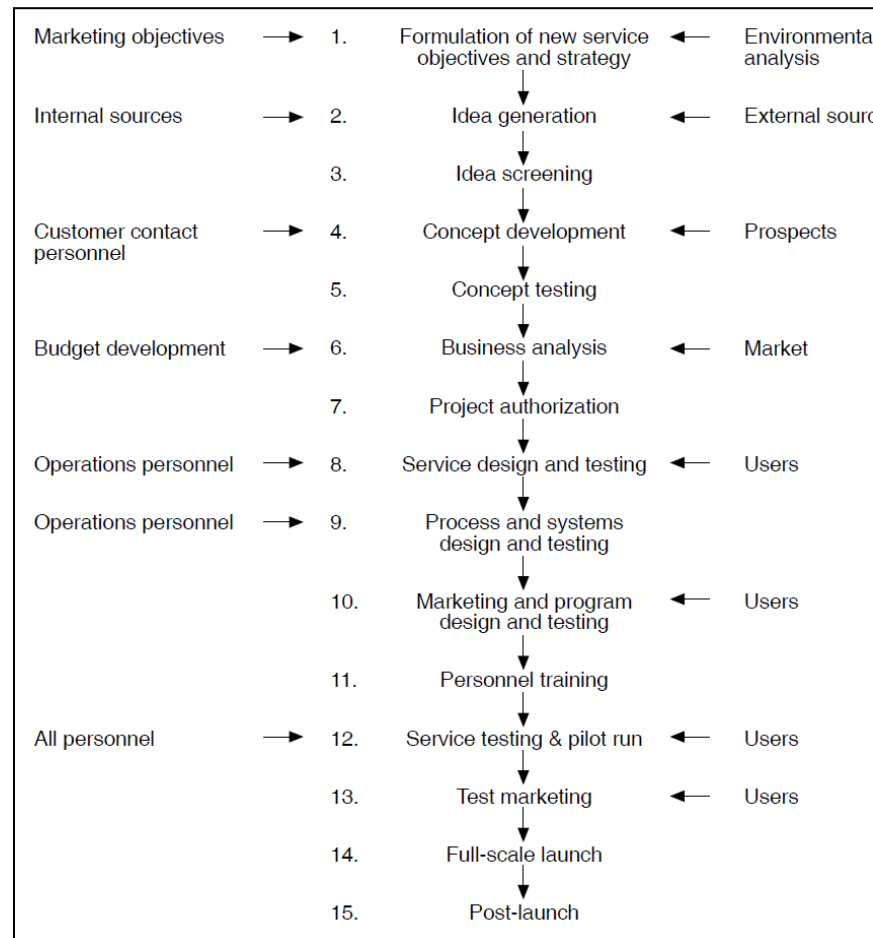 Marketing objectives 1. Formulation of new service Environmenta
objectives and strategy analysis
Internal sources 2. Idea generation External sourc
3. Idea screening
Customer contact 4. Concept development Prospects
personnel
5. Concept testing
Budget development 6. Business analysis Market
7. Project authorization
Operations personnel 8. Service design and testing Users
Operations personnel 9. Process and systems
design and testing
10. Marketing and program Users
design and testing
11. Personnel training
All personnel 12. Service testing & pilot run Users
13. Test marketing Users
14. Full-scale launch
15. Post-launch